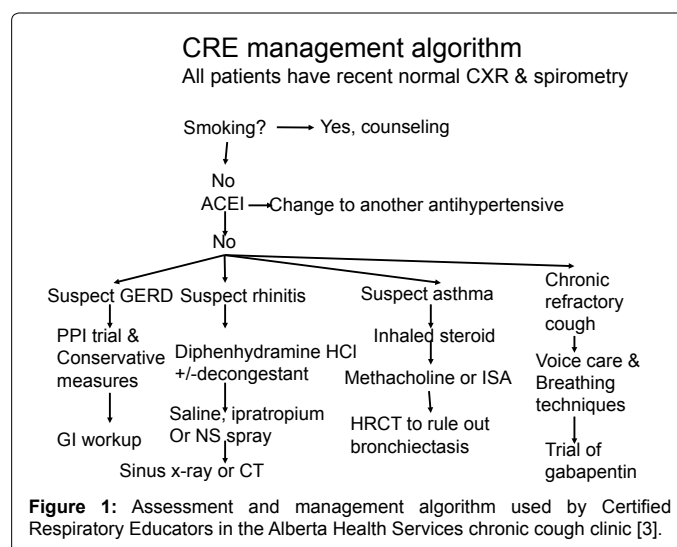 CRE management algorithm
All patients have recent normal CXR & spirometry
Smoking?
Yes, counseling
No
ACEI
Change to another antihypertensive
No
Suspect GERD
PPI trial &
Conservative
measures
GI workup
Suspect rhinitis
Diphenhydramine HCl
+/-decongestant
Saline, ipratropium
Or NS spray
Sinus x-ray or CT
Suspect asthma
Inhaled steroid
Methacholine or ISA
HRCT to rule out
bronchiectasis
Chronic
refractory
cough
Voice care &
Breathing
techniques
Trial of
gabapentin
Figure 1: Assessment and management algorithm used by Certified
Respiratory Educators in the Alberta Health Services chronic cough clinic [3].